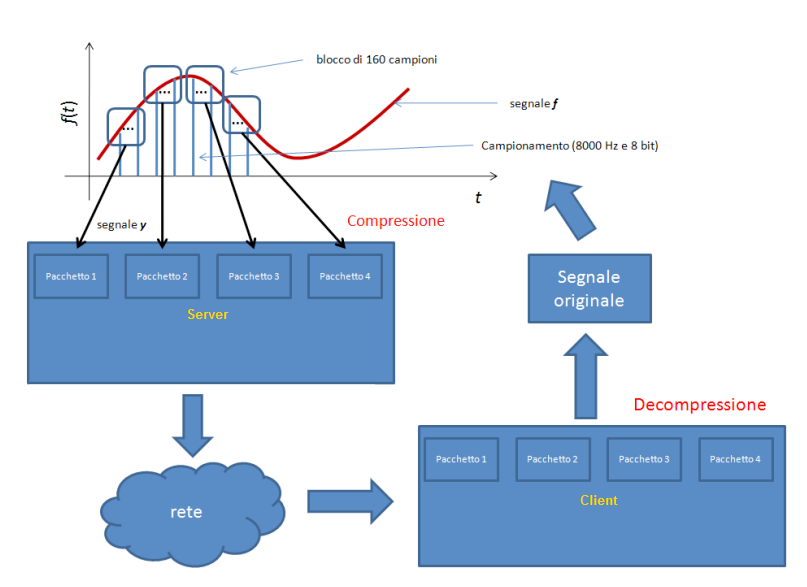 blocco di 160 campioni
f(t)
...
...
...
...
segnale f
Campionamento (8000 Hz e 8 bit)
t
segnale y
Compressione
Pacchetto 1
Pacchetto 2
Pacchetto 3
Pacchetto 4
Server
Segnale
originale
Decompressione
Pacchetto 1
Pacchetto 2
Pacchetto 3
Pacchetto 4
Client
rete